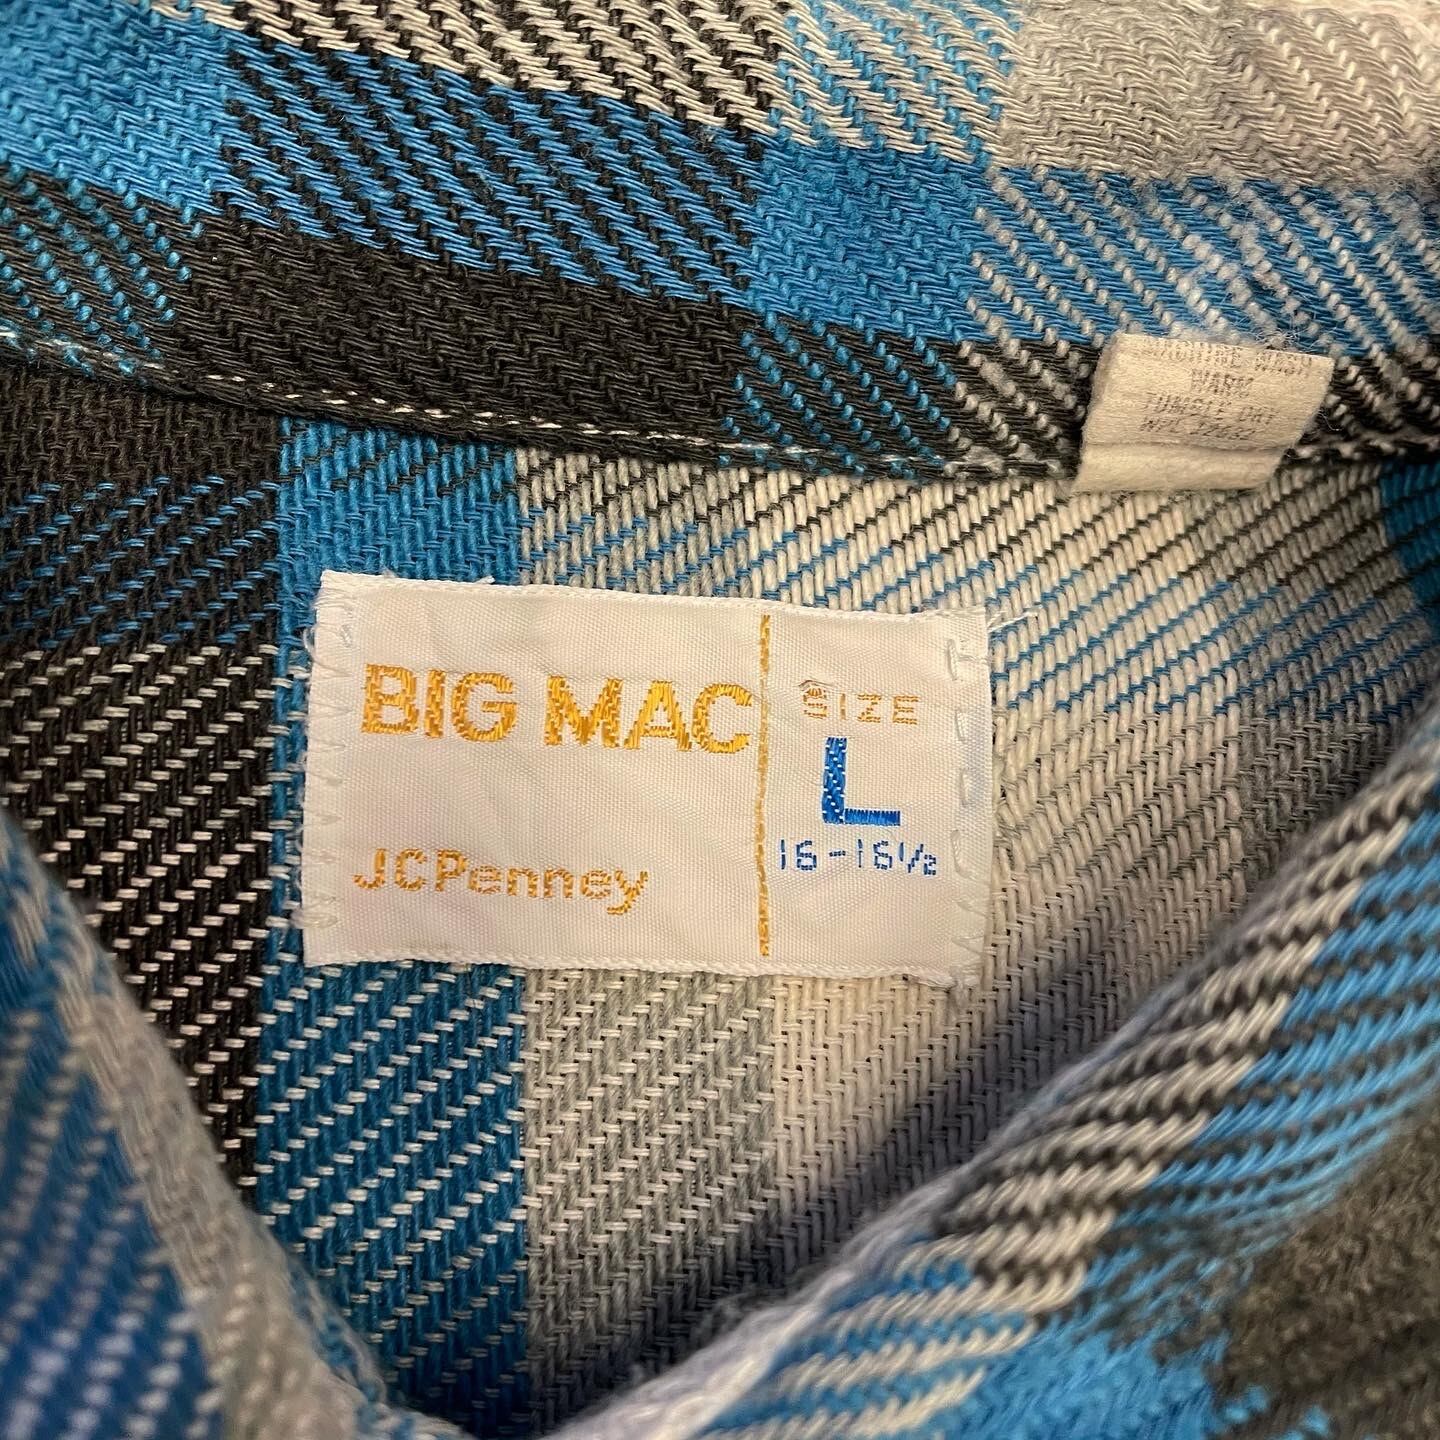 MACHINE WASH
WARM
TUMBLE DRY
BIG MAC
JCPenney
SIZE
L
16-16½